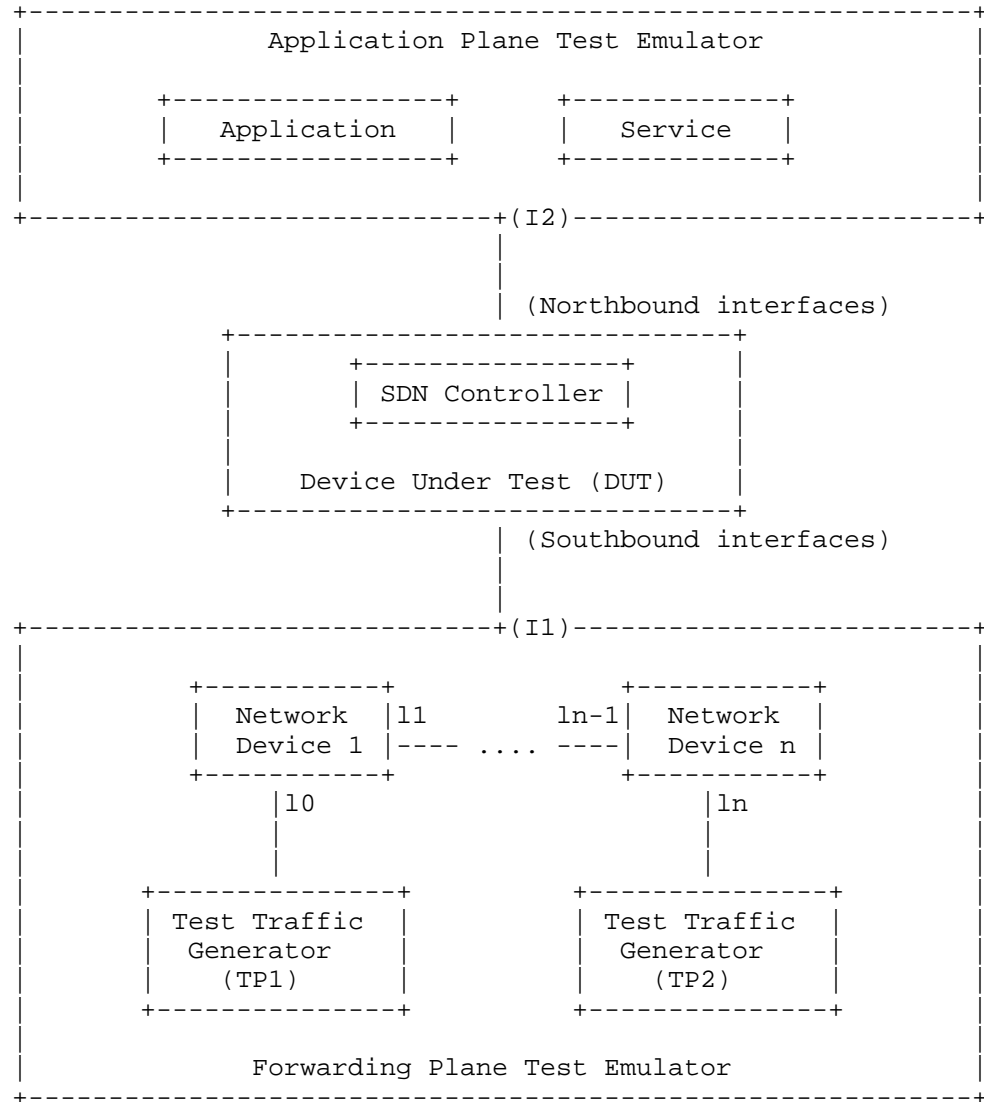 Application Plane Test Emulator
Application Service
(I2)
(Northbound interfaces)
SDN Controller
Device Under Test (DUT)
(Southbound interfaces)
(I1)
Network l1 ln-1 Network
Device 1 .... Device n
l0 ln
Test Traffic Test Traffic
Generator Generator
(TP1) (TP2)
Forwarding Plane Test Emulator